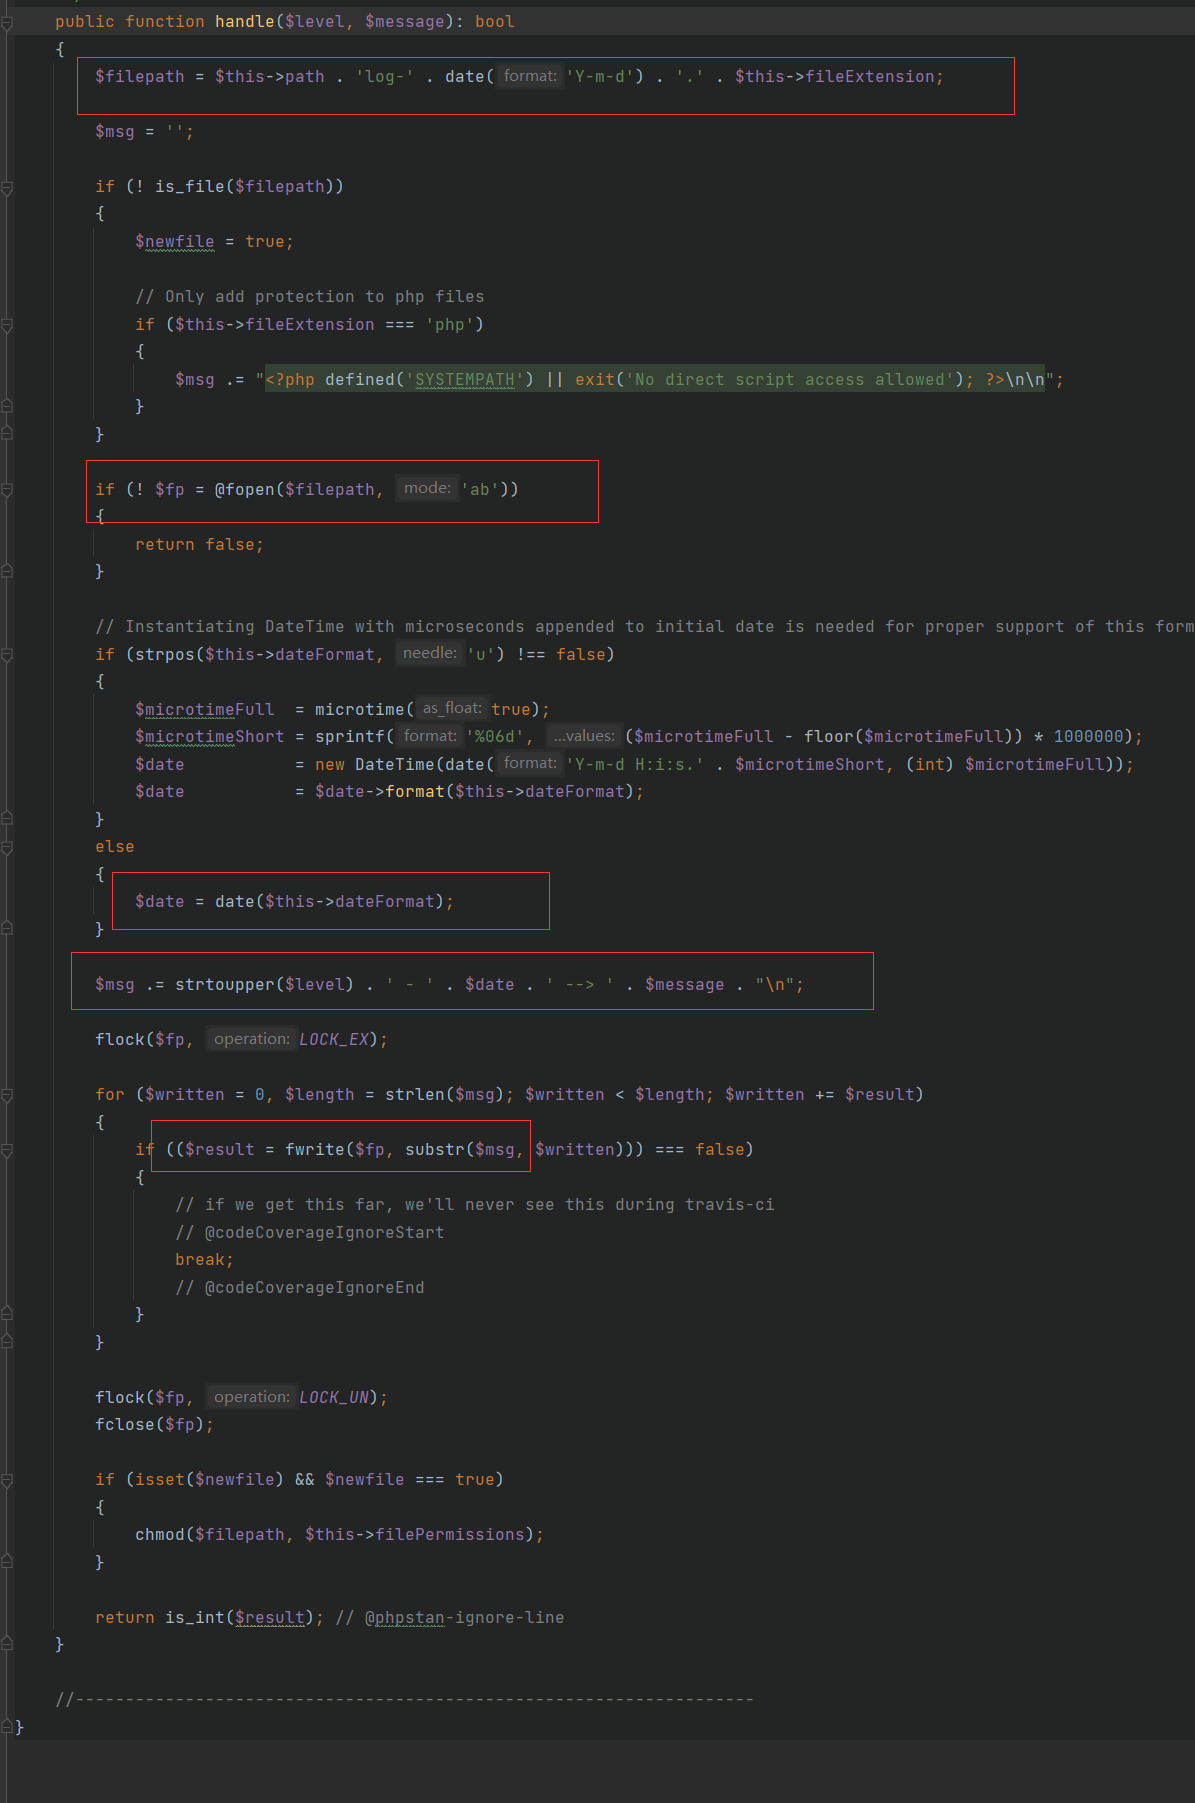 public function handle($level, $message): bool
{
$filepath = $this->path . 'log-' . date( format: 'Y-m-d') . '.' . $this->fileExtension;
$msg = '';
if (! is_file($filepath))
{
$newfile = true;
// Only add protection to php files
if ($this->fileExtension === 'php')
{
$msg .= "<?php defined('SYSTEMPATH') || exit('No direct script access allowed'); ?>\n\n";
}
}
if (! $fp = @fopen($filepath, mode: 'ab'))
{
return false;
}
// Instantiating DateTime with microseconds appended to initial date is needed for proper support of this form
if (strpos($this->dateFormat, needle: 'u') !== false)
{
$microtimeFull = microtime( as_float: true);
$microtimeShort = sprintf( format: '%06d', ...values: ($microtimeFull - floor($microtimeFull)) * 1000000);
$date = new DateTime(date( format: 'Y-m-d H:i:s.' . $microtimeShort, (int) $microtimeFull));
$date = $date->format($this->dateFormat);
}
else
{
$date = date($this->dateFormat);
}
$msg .= strtoupper($level) . ' - ' . $date . ' --> ' . $message . "\n";
flock($fp, operation: LOCK_EX);
for ($written = 0, $length = strlen($msg); $written < $length; $written += $result)
{
if (($result = fwrite($fp, substr($msg, $written))) === false)
{
// if we get this far, we'll never see this during travis-ci
// @codeCoverageIgnoreStart
break;
// @codeCoverageIgnoreEnd
}
}
flock($fp, operation: LOCK_UN);
fclose($fp);
if (isset($newfile) && $newfile === true)
{
chmod($filepath, $this->filePermissions);
}
return is_int($result); // @phpstan-ignore-line
}
//--------------------------------------------------------------------
}